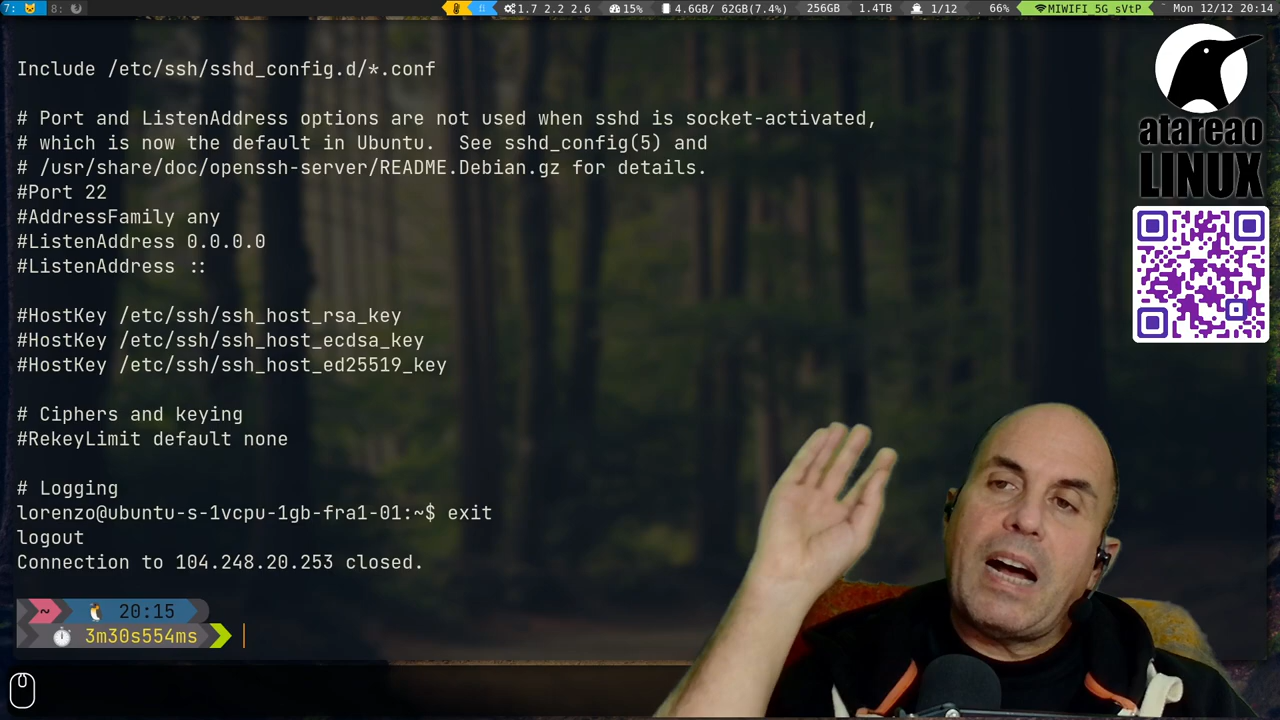 7:
8:
1.7 2.2 2.6
15%
4.6GB/ 62GB(7.4%)
256GB
1.4TB
1/12
66%
MIWIFI 5G sVtP
Mon 12/12 20:14
Include /etc/ssh/sshd_config.d/*.conf
# Port and ListenAddress options are not used when sshd is socket-activated,
# which is now the default in Ubuntu.  See sshd_config(5) and
# /usr/share/doc/openssh-server/README.Debian.gz for details.
#Port 22
#AddressFamily any
#ListenAddress 0.0.0.0
#ListenAddress ::
#HostKey /etc/ssh/ssh_host_rsa_key
#HostKey /etc/ssh/ssh_host_ecdsa_key
#HostKey /etc/ssh/ssh_host_ed25519_key
# Ciphers and keying
#RekeyLimit default none
# Logging
lorenzo@ubuntu-s-1vcpu-1gb-fra1-01:~$ exit
logout
Connection to 104.248.20.253 closed.
~ 20:15
3m30s554ms
atareao
LINUX